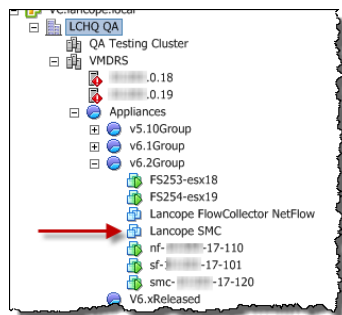 VC.lancope.local
LCHQ QA
QA Testing Cluster
VMDRS
.0.18
.0.19
Appliances
v5.10Group
v6.1Group
v6.2Group
FS253-esx18
FS254-esx19
Lancope FlowCollector NetFlow
Lancope SMC
nf- -17-110
sf- -17-101
smc- -17-120
V6.xReleased